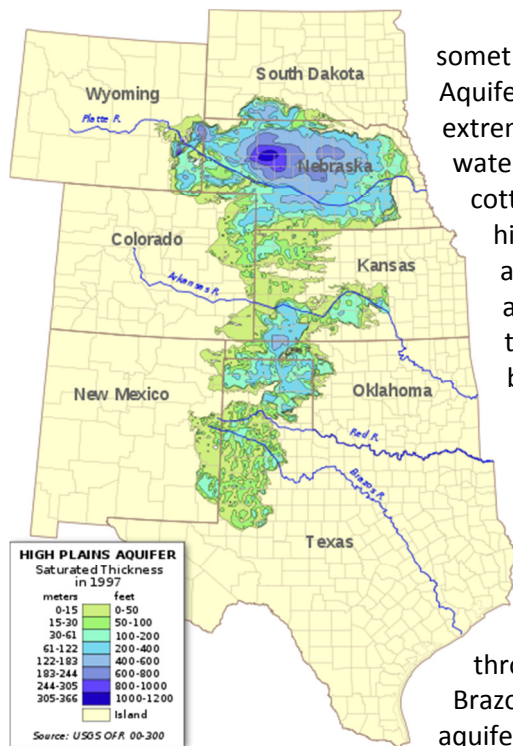 South Dakota
Wyoming
Platte R.
Nebraska
Colorado
Kansas
Arkansas R.
New Mexico
Oklahoma
Red R.
Brazos R.
Texas
HIGH PLAINS AQUIFER
Saturated Thickness
in 1997
meters feet
0-15 0-50
15-30 50-100
30-61 100-200
61-122 200-400
122-183 400-600
183-244 600-800
244-305 800-1000
305-366 1000-1200
Island
Source: USGS OFR 00-300
somet
Aquife
extren
water
cott
hi
a
a
t
b
thr
Brazo
aquife